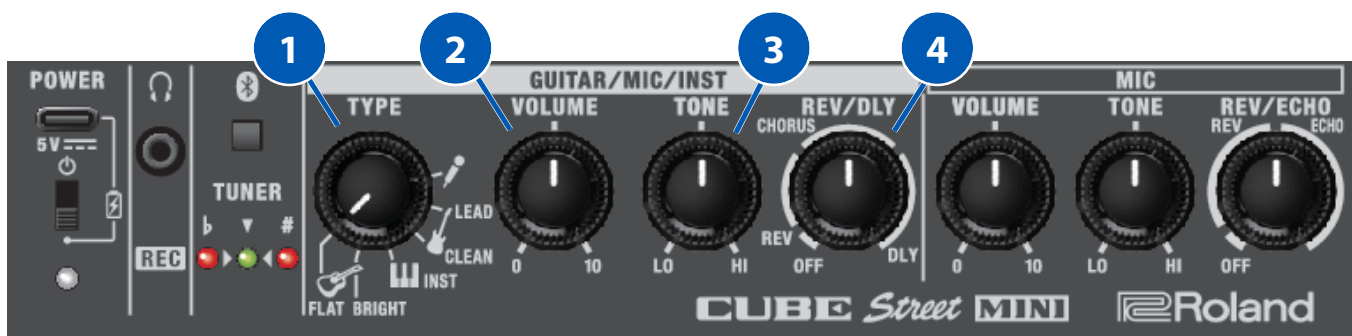 1 2 3 4
POWER GUITAR/MIC/INST MIC
TYPE VOLUME TONE REV/DLY VOLUME TONE REV/ECHO
5V
CHORUS REV ECHO
TUNER
♭ ▼ #
LEAD
CLEAN
REC
INST
FLAT BRIGHT
0 10 LO HI REV OFF DLY 0 10 LO HI OFF
CUBE Street MINI Roland